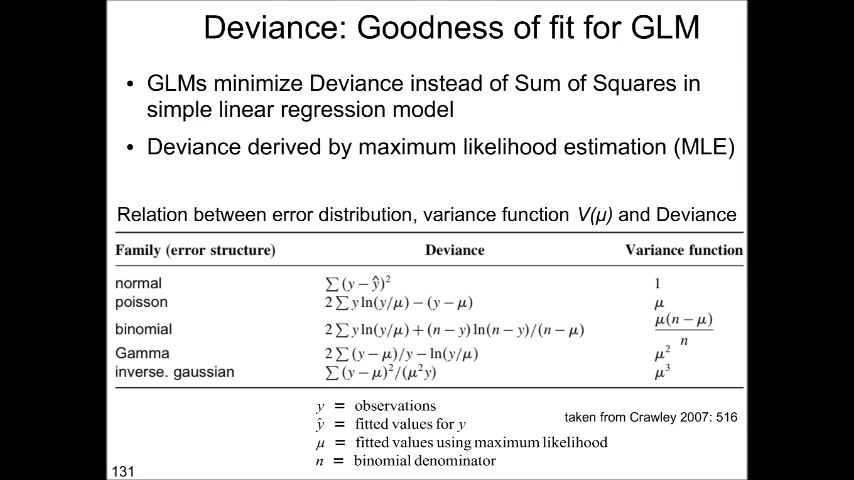 Deviance: Goodness of fit for GLM
• GLMs minimize Deviance instead of Sum of Squares in
simple linear regression model
• Deviance derived by maximum likelihood estimation (MLE)
Relation between error distribution, variance function V(μ) and Deviance
Family (error structure) Deviance Variance function
normal ∑(y − ŷ)² 1
poisson 2∑y ln(y/μ) − (y − μ) μ
binomial 2∑y ln(y/μ) + (n − y) ln(n − y)/(n − μ) μ(n − μ)/n
Gamma 2∑(y − μ)/y − ln(y/μ) μ²
inverse. gaussian ∑(y − μ)²/(μ²y) μ³
y = observations
ŷ = fitted values for y
taken from Crawley 2007: 516
μ = fitted values using maximum likelihood
n = binomial denominator
131